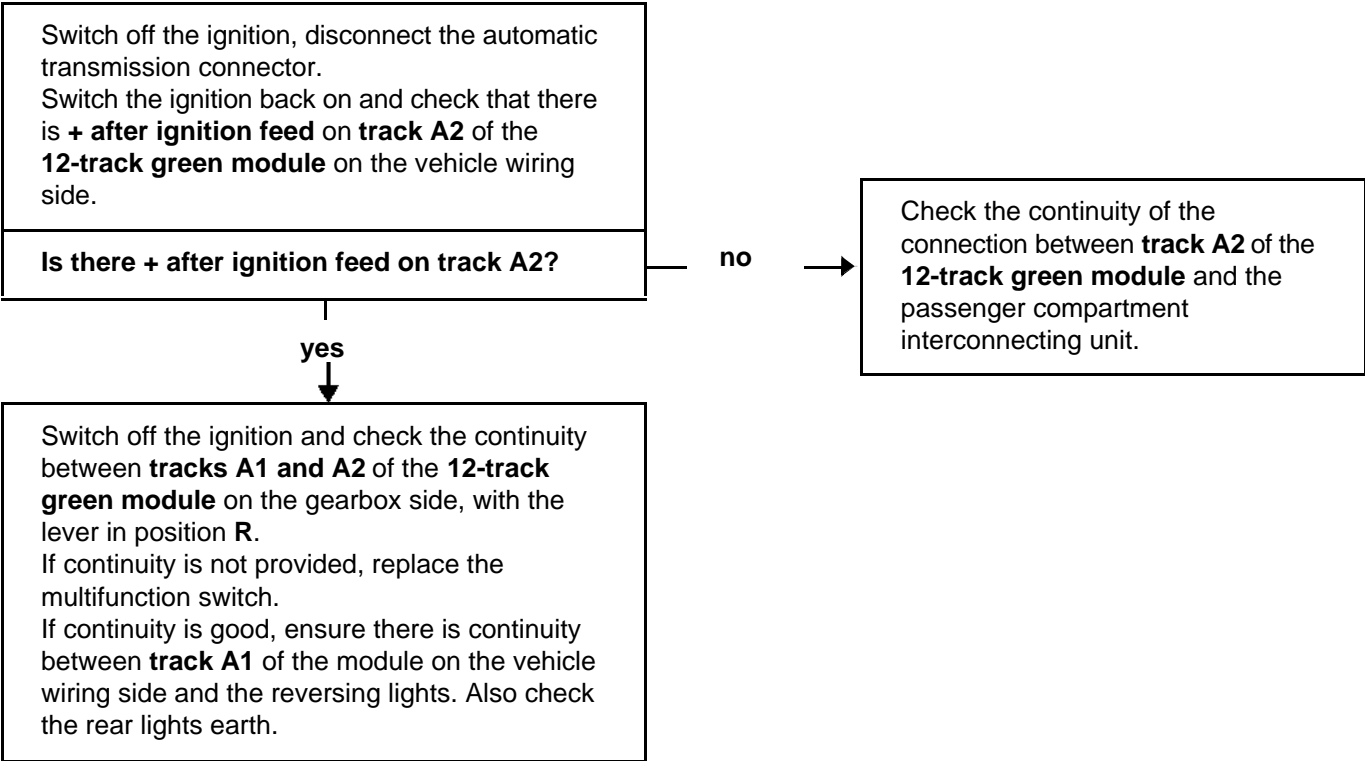 Switch off the ignition, disconnect the automatic
transmission connector.
Switch the ignition back on and check that there
is + after ignition feed on track A2 of the
12-track green module on the vehicle wiring
side.
Is there + after ignition feed on track A2?
no
Check the continuity of the
connection between track A2 of the
12-track green module and the
passenger compartment
interconnecting unit.
yes
Switch off the ignition and check the continuity
between tracks A1 and A2 of the 12-track
green module on the gearbox side, with the
lever in position R.
If continuity is not provided, replace the
multifunction switch.
If continuity is good, ensure there is continuity
between track A1 of the module on the vehicle
wiring side and the reversing lights. Also check
the rear lights earth.